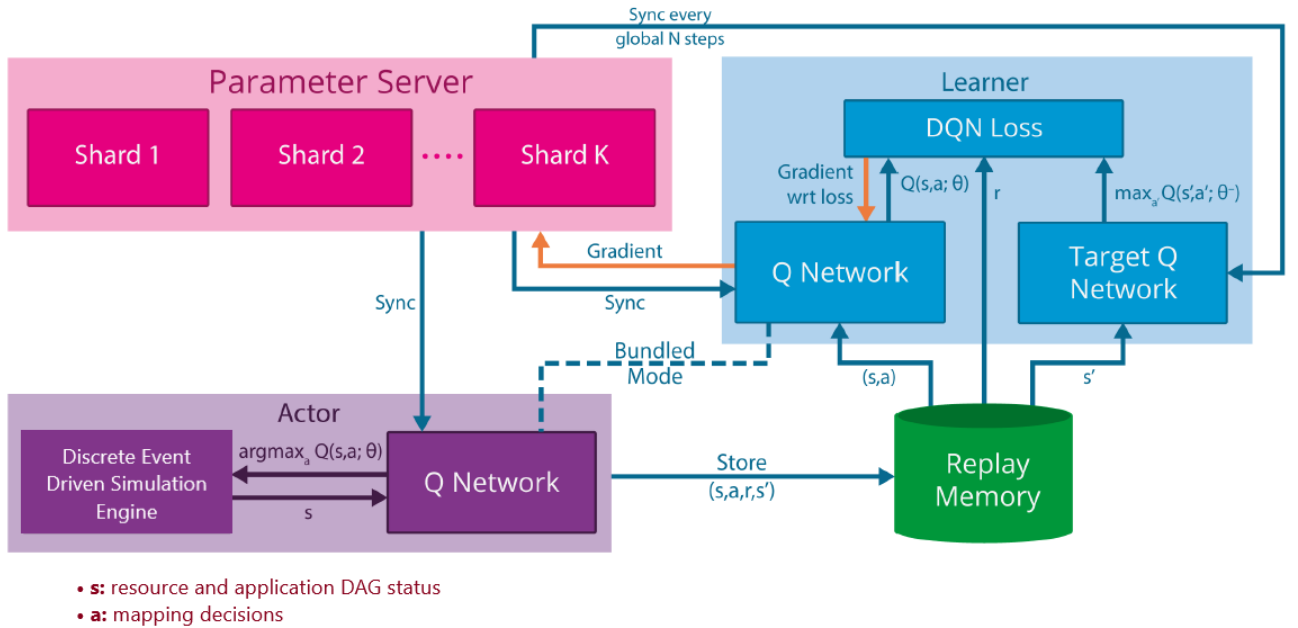 Sync every
global N steps
Parameter Server
Shard 1
Shard 2
Shard K
Learner
DQN Loss
Gradient
wrt loss
Q(s,a; θ)
r
maxₐ' Q(s',a'; θ⁻)
Q Network
Target Q
Network
Gradient
Sync
Sync
Bundled
Mode
(s,a)
s'
Actor
Discrete Event
Driven Simulation
Engine
argmaxₐ Q(s,a; θ)
s
Q Network
Store
(s,a,r,s')
Replay
Memory
• s: resource and application DAG status
• a: mapping decisions